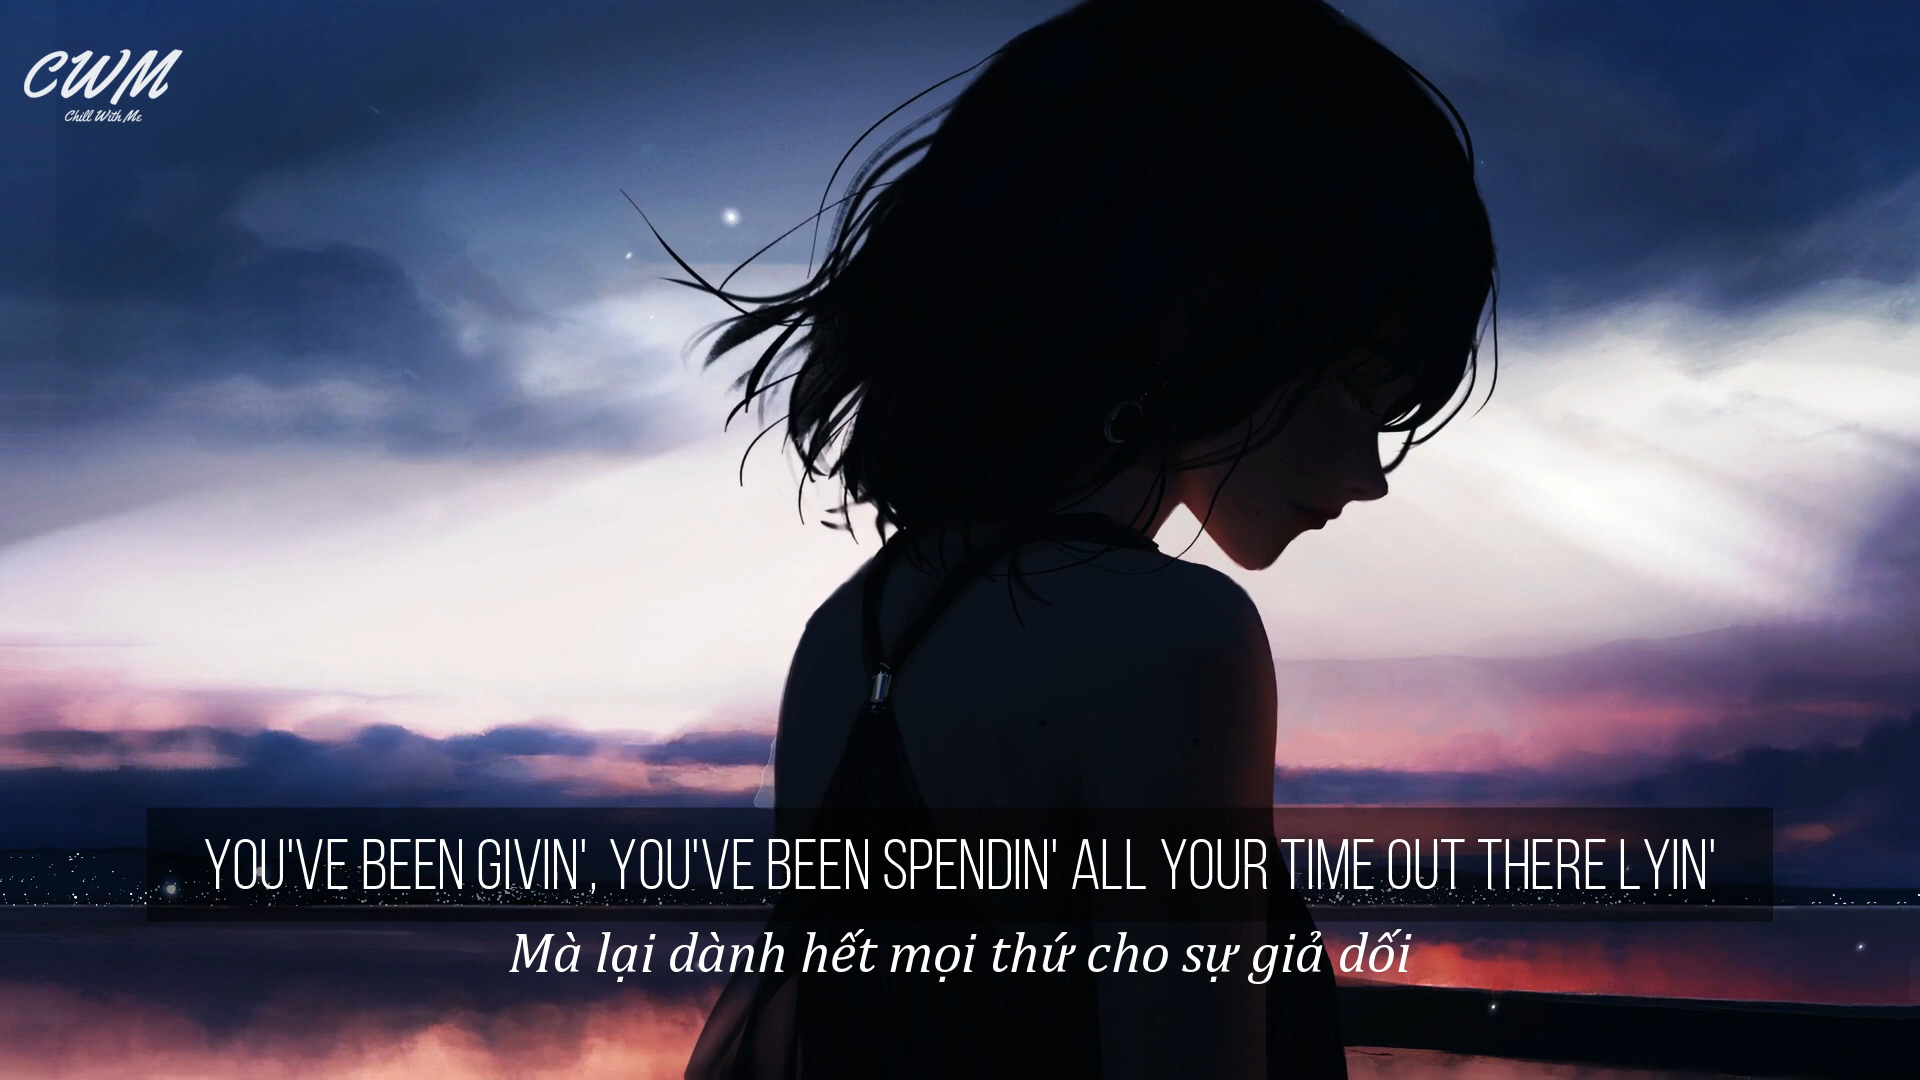 CWM
Chill With Me
YOU'VE BEEN GIVIN', YOU'VE BEEN SPENDIN' ALL YOUR TIME OUT THERE LYIN'
Mà lại dành hết mọi thứ cho sự giả dối